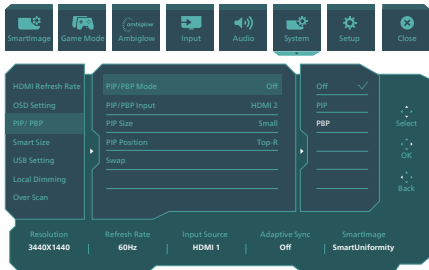 SmartImage Game Mode Ambiglow Input Audio System Setup Close
ambiglow
HDMI Refresh Rate
OSD Setting
PIP/ PBP
Smart Size
USB Setting
Local Dimming
Over Scan
PIP/PBP Mode Off
PIP/PBP Input HDMI 2
PIP Size Small
PIP Position Top-R
Swap
Off
PIP
PBP
Select
OK
Back
Resolution Refresh Rate Input Source Adaptive Sync SmartImage
3440X1440 60Hz HDMI 1 Off SmartUniformity